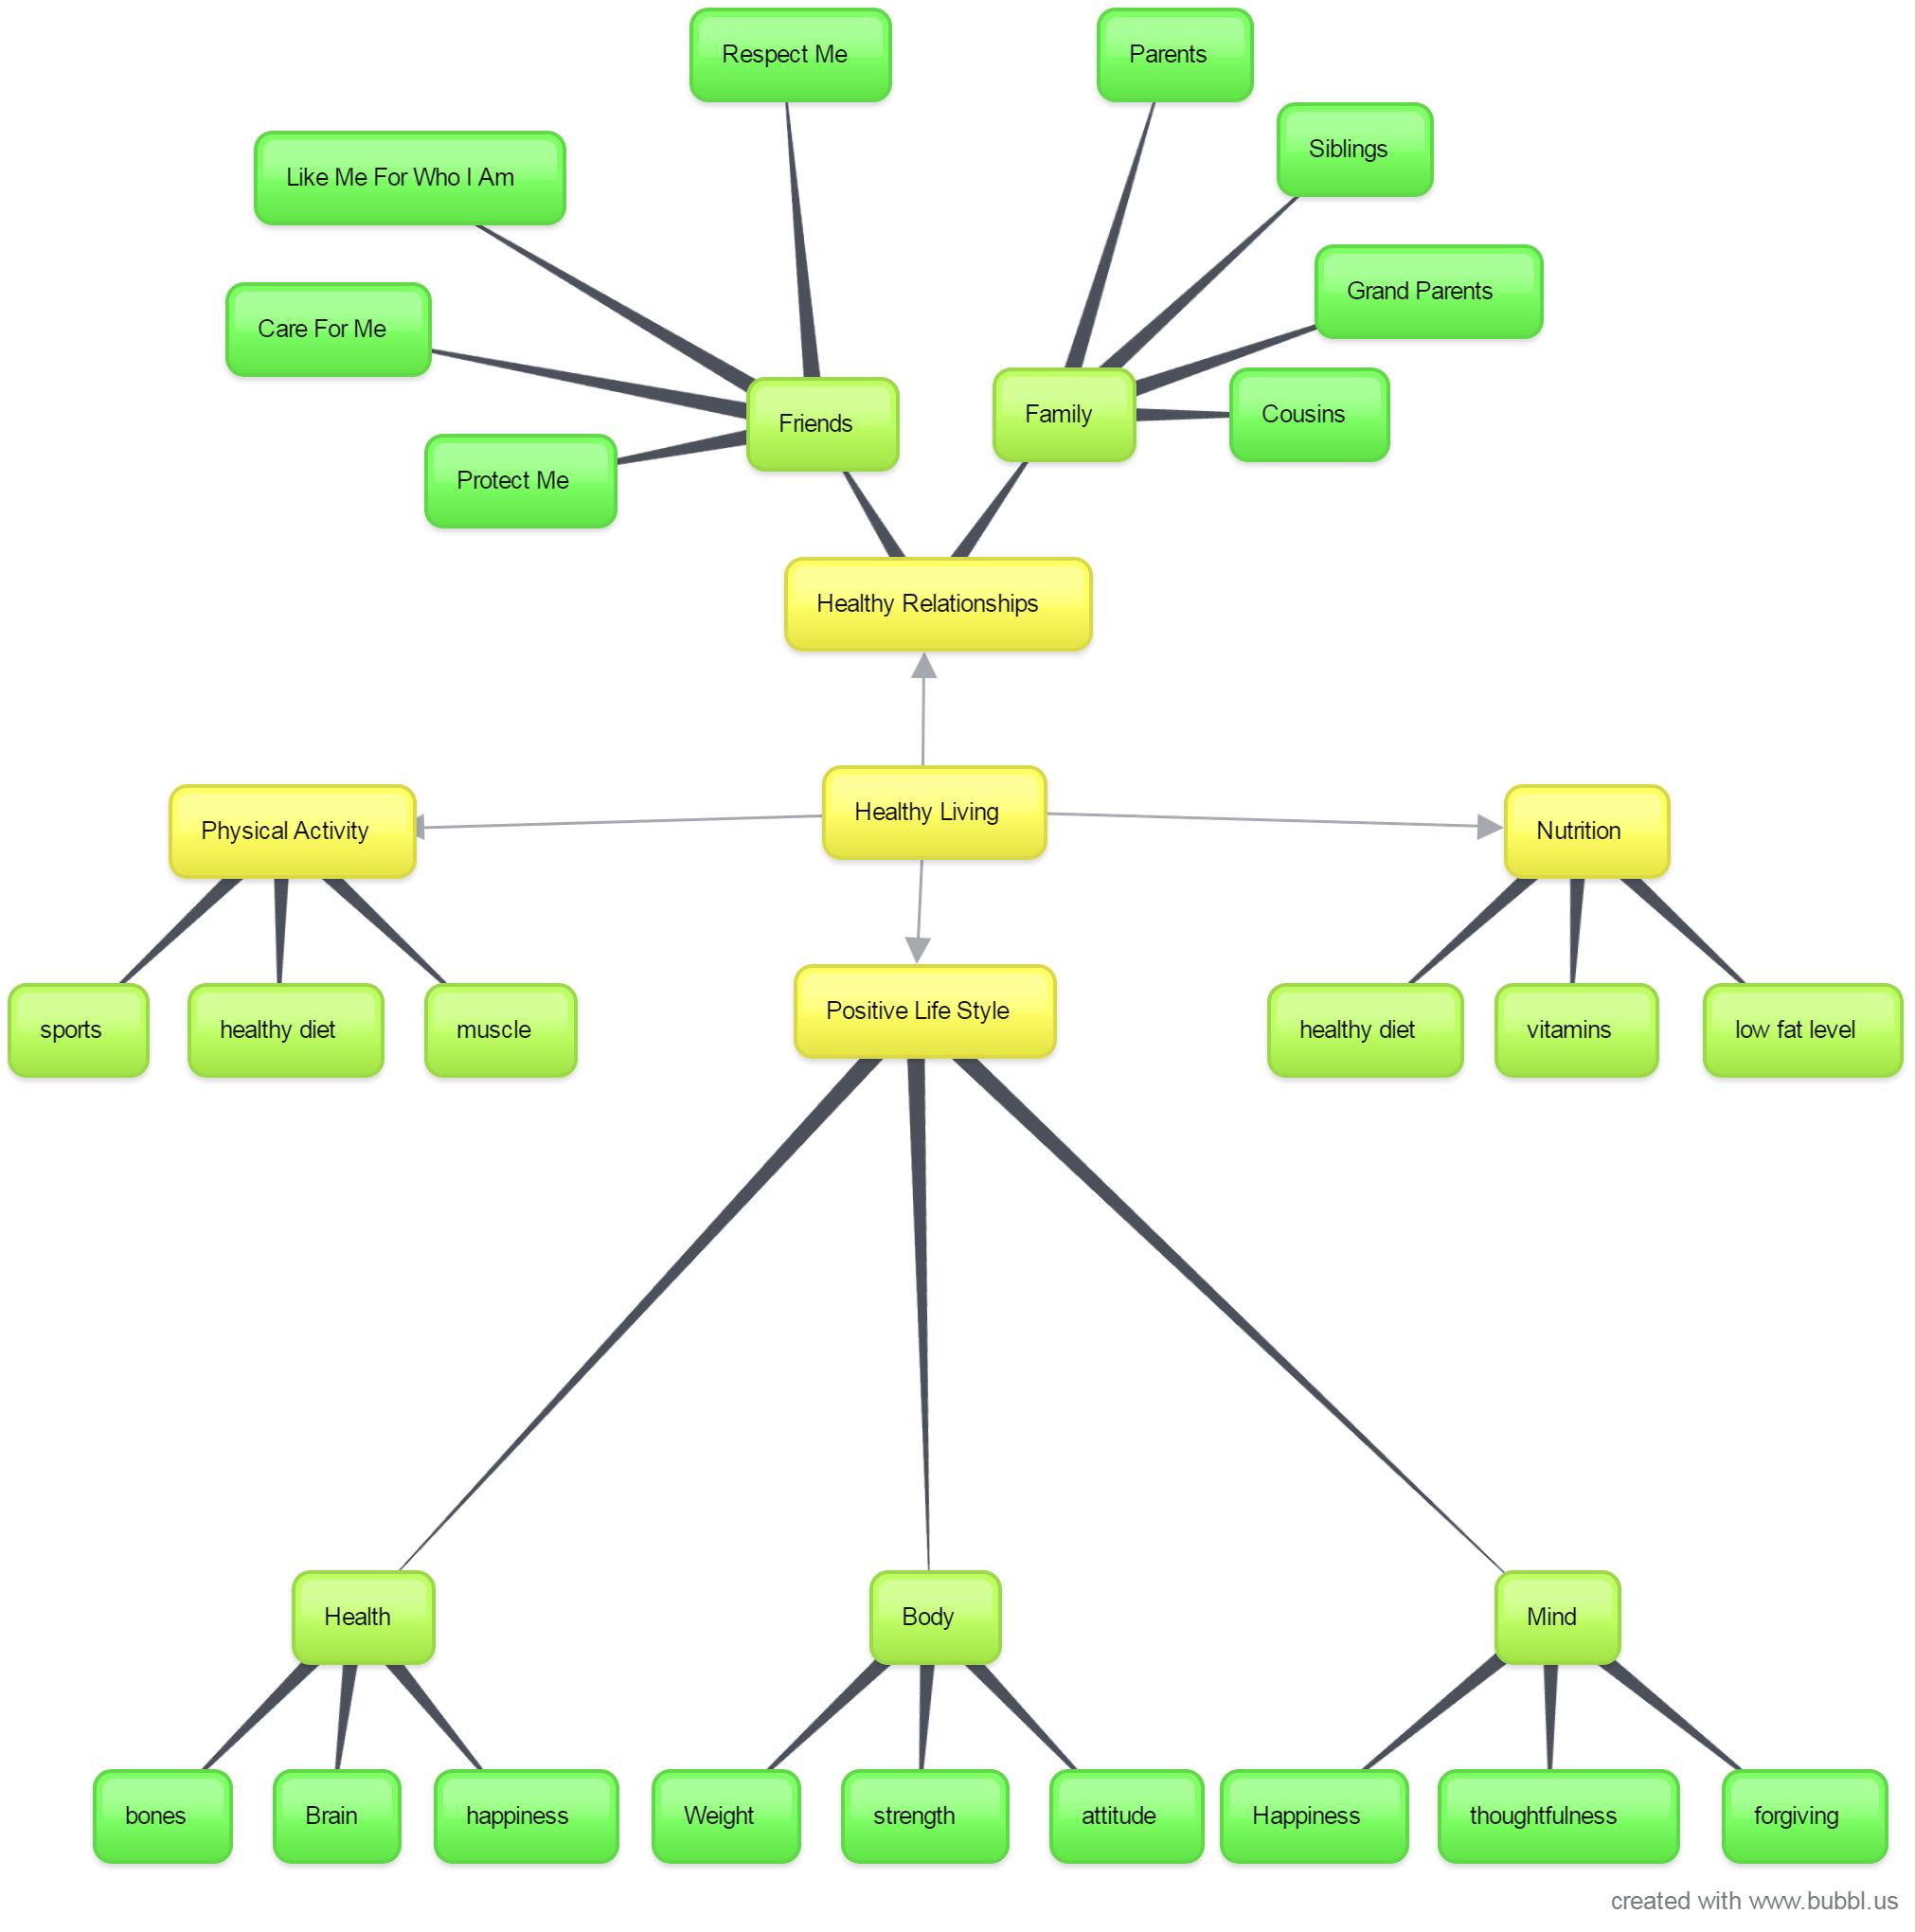 Respect Me
Parents
Siblings
Like Me For Who I Am
Grand Parents
Care For Me
Friends
Family
Cousins
Protect Me
Healthy Relationships
Physical Activity
Healthy Living
Nutrition
sports
healthy diet
muscle
Positive Life Style
healthy diet
vitamins
low fat level
Health
Body
Mind
bones
Brain
happiness
Weight
strength
attitude
Happiness
thoughtfulness
forgiving
created with www.bubbl.us